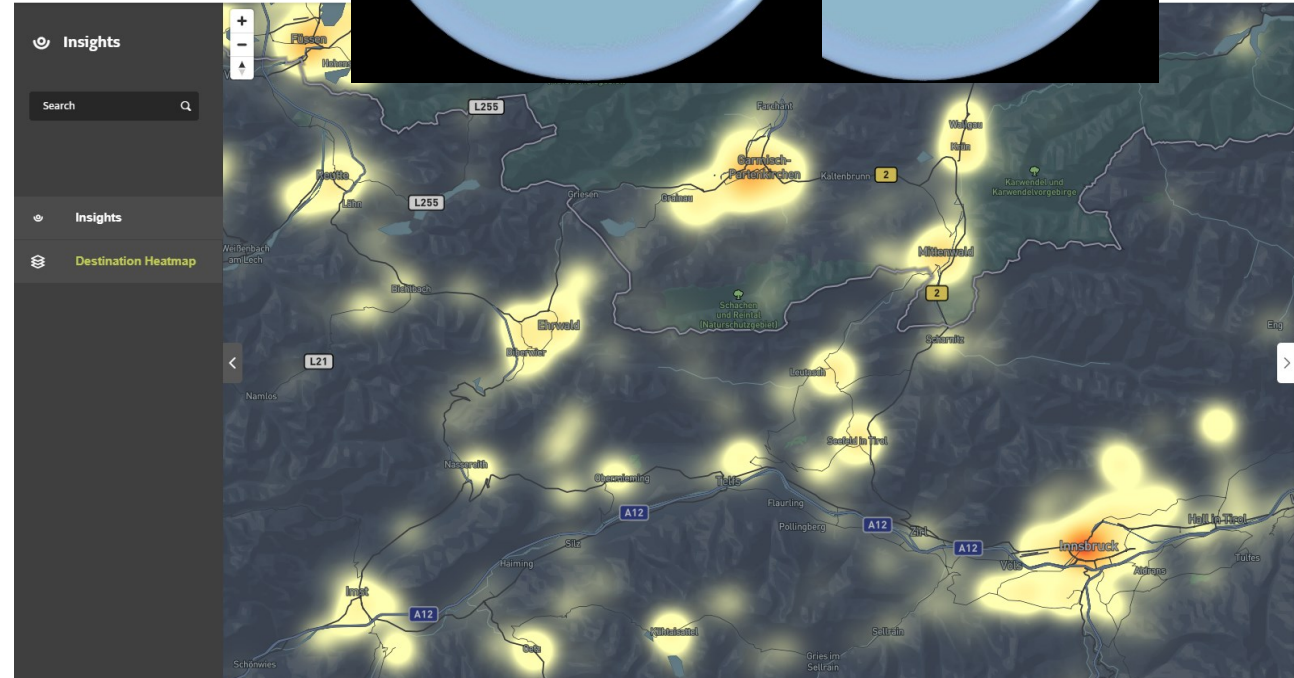 Insights
Search
Insights
Destination Heatmap
+
−
Füssen
L255
Farchant
Wallgau
Krün
Garmisch-
Partenkirchen
Kaltenbrunn
2
Karwendel und
Karwendelvorgebirge
Reutte
L255
Griesen
Grainau
Lähn
Weißenbach
am Lech
Mittenwald
Bichlbach
2
Schachen
und Reintal
(Naturschutzgebiet)
Ehrwald
Eng
Scharnitz
Biberwier
L21
Leutasch
Namlos
Seefeld in Tirol
Nassereith
Obermieming
Telfs
Flaurling
A12
Pollingberg
A12
Zirl
Hall in Tirol
Silz
A12
Innsbruck
Völs
Tulfes
Haiming
Aldrans
Imst
A12
Kühtaisattel
Sellrain
Oetz
Schönwies
Gries im
Sellrain